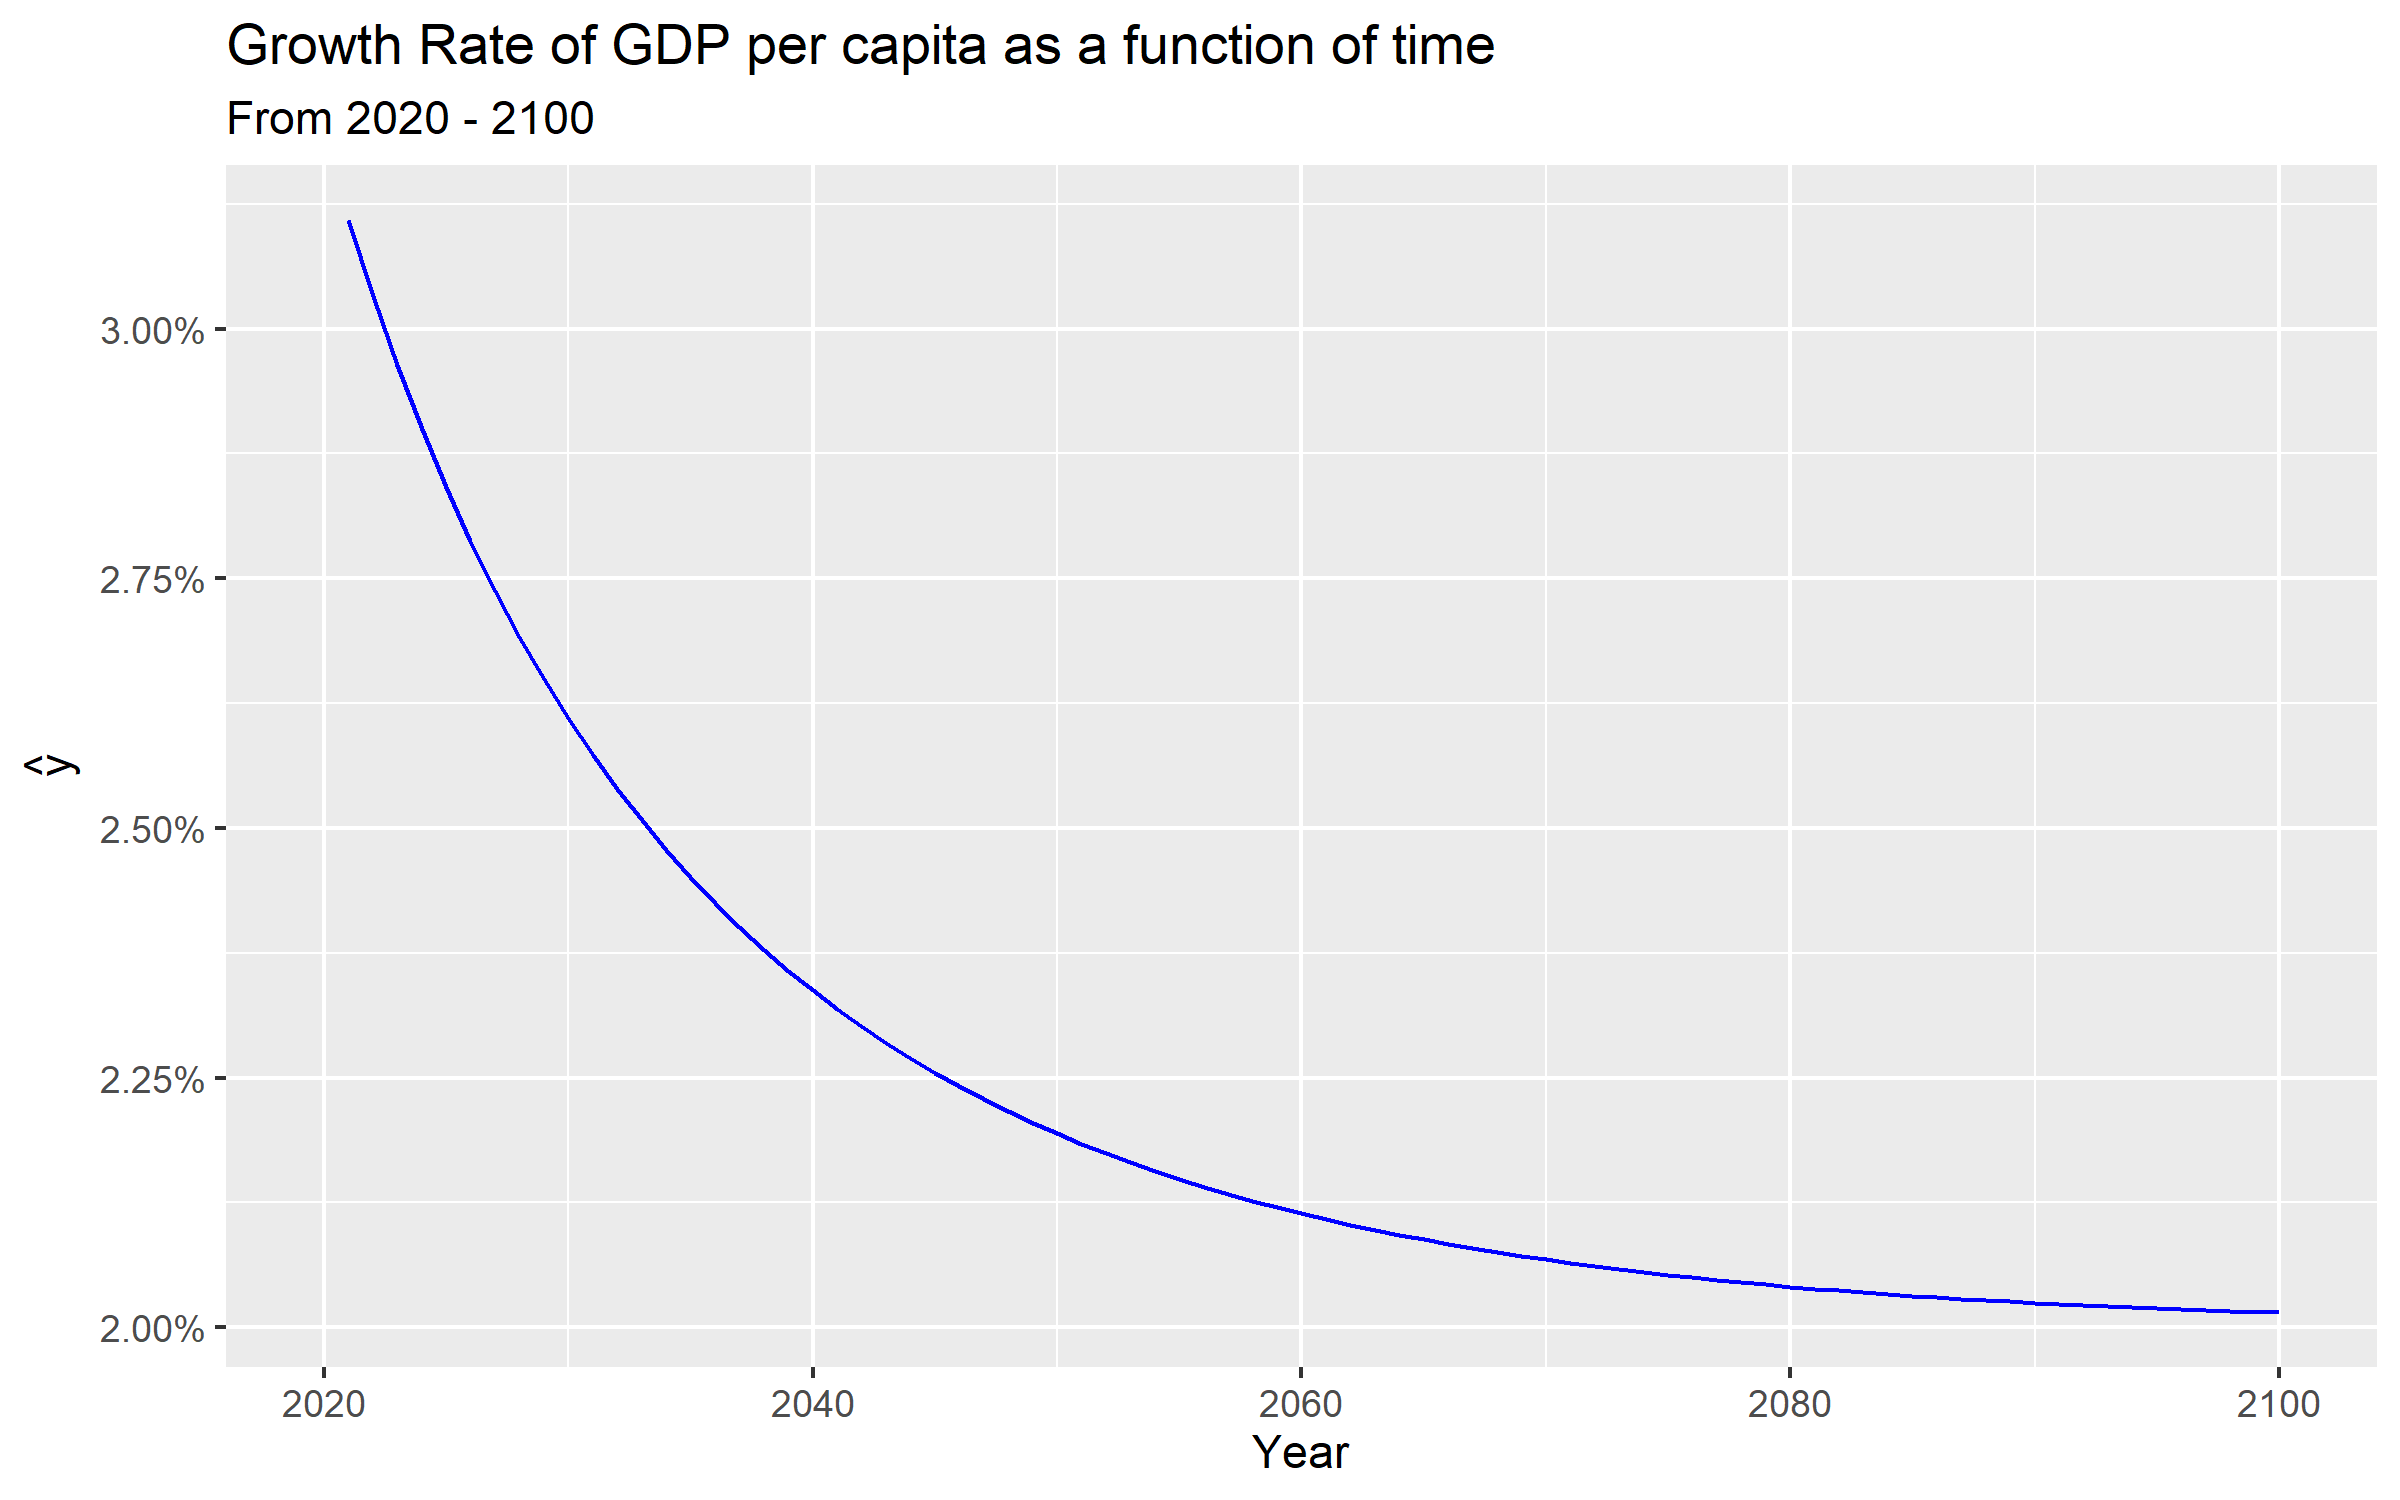 Growth Rate of GDP per capita as a function of time
From 2020 - 2100
3.00%
2.75%
2.50%
2.25%
2.00%
ŷ
2020 2040 2060 2080 2100
Year